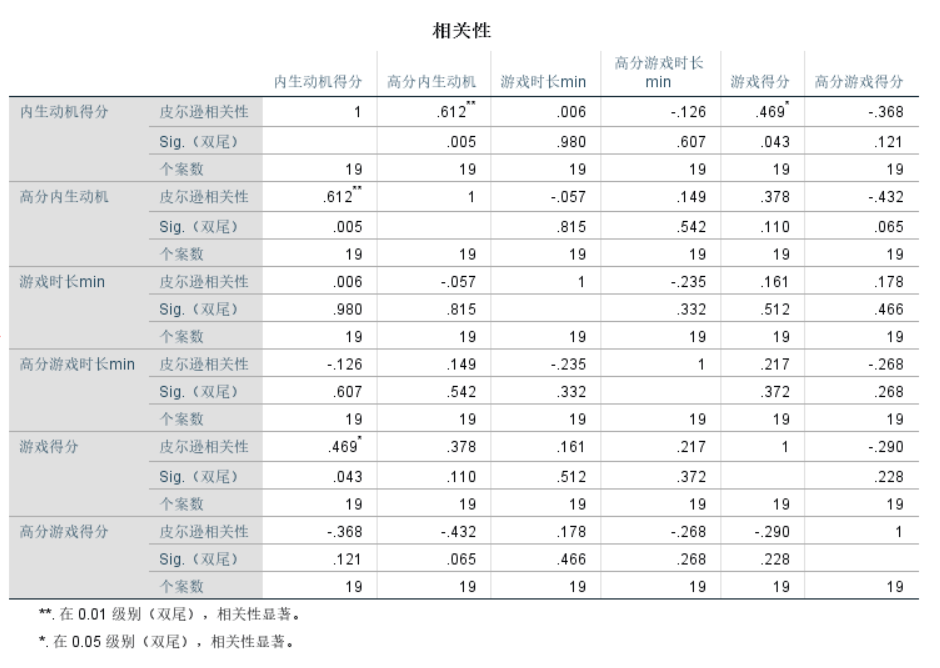 相关性
内生动机得分 高分内生动机 游戏时长min 高分游戏时长min 游戏得分 高分游戏得分
内生动机得分 皮尔逊相关性 1 .612** .006 -.126 .469* -.368
Sig.（双尾） .005 .980 .607 .043 .121
个案数 19 19 19 19 19 19
高分内生动机 皮尔逊相关性 .612** 1 -.057 .149 .378 -.432
Sig.（双尾） .005 .815 .542 .110 .065
个案数 19 19 19 19 19 19
游戏时长min 皮尔逊相关性 .006 -.057 1 -.235 .161 .178
Sig.（双尾） .980 .815 .332 .512 .466
个案数 19 19 19 19 19 19
高分游戏时长min 皮尔逊相关性 -.126 .149 -.235 1 .217 -.268
Sig.（双尾） .607 .542 .332 .372 .268
个案数 19 19 19 19 19 19
游戏得分 皮尔逊相关性 .469* .378 .161 .217 1 -.290
Sig.（双尾） .043 .110 .512 .372 .228
个案数 19 19 19 19 19 19
高分游戏得分 皮尔逊相关性 -.368 -.432 .178 -.268 -.290 1
Sig.（双尾） .121 .065 .466 .268 .228
个案数 19 19 19 19 19 19
**. 在 0.01 级别（双尾），相关性显著。
*. 在 0.05 级别（双尾），相关性显著。